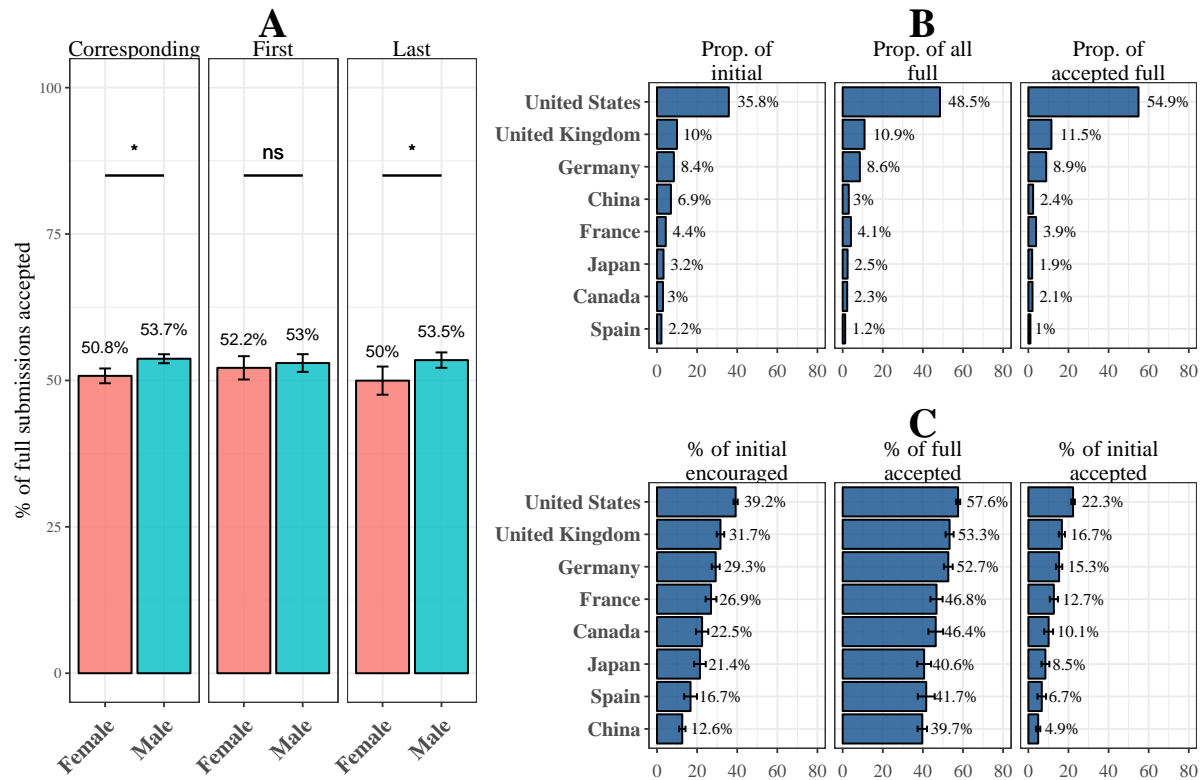 A
Corresponding
First
Last
% of full submissions accepted
100
75
50
25
0
*
ns
*
50.8%
53.7%
52.2%
53%
50%
53.5%
Female
Male
Female
Male
Female
Male
B
Prop. of
initial
Prop. of all
full
Prop. of
accepted full
United States
35.8%
48.5%
54.9%
United Kingdom
10%
10.9%
11.5%
Germany
8.4%
8.6%
8.9%
China
6.9%
3%
2.4%
France
4.4%
4.1%
3.9%
Japan
3.2%
2.5%
1.9%
Canada
3%
2.3%
2.1%
Spain
2.2%
1.2%
1%
0 20 40 60 80
0 20 40 60 80
0 20 40 60 80
C
% of initial
encouraged
% of full
accepted
% of initial
accepted
United States
39.2%
57.6%
22.3%
United Kingdom
31.7%
53.3%
16.7%
Germany
29.3%
52.7%
15.3%
France
26.9%
46.8%
12.7%
Canada
22.5%
46.4%
10.1%
Japan
21.4%
40.6%
8.5%
Spain
16.7%
41.7%
6.7%
China
12.6%
39.7%
4.9%
0 20 40 60 80
0 20 40 60 80
0 20 40 60 80